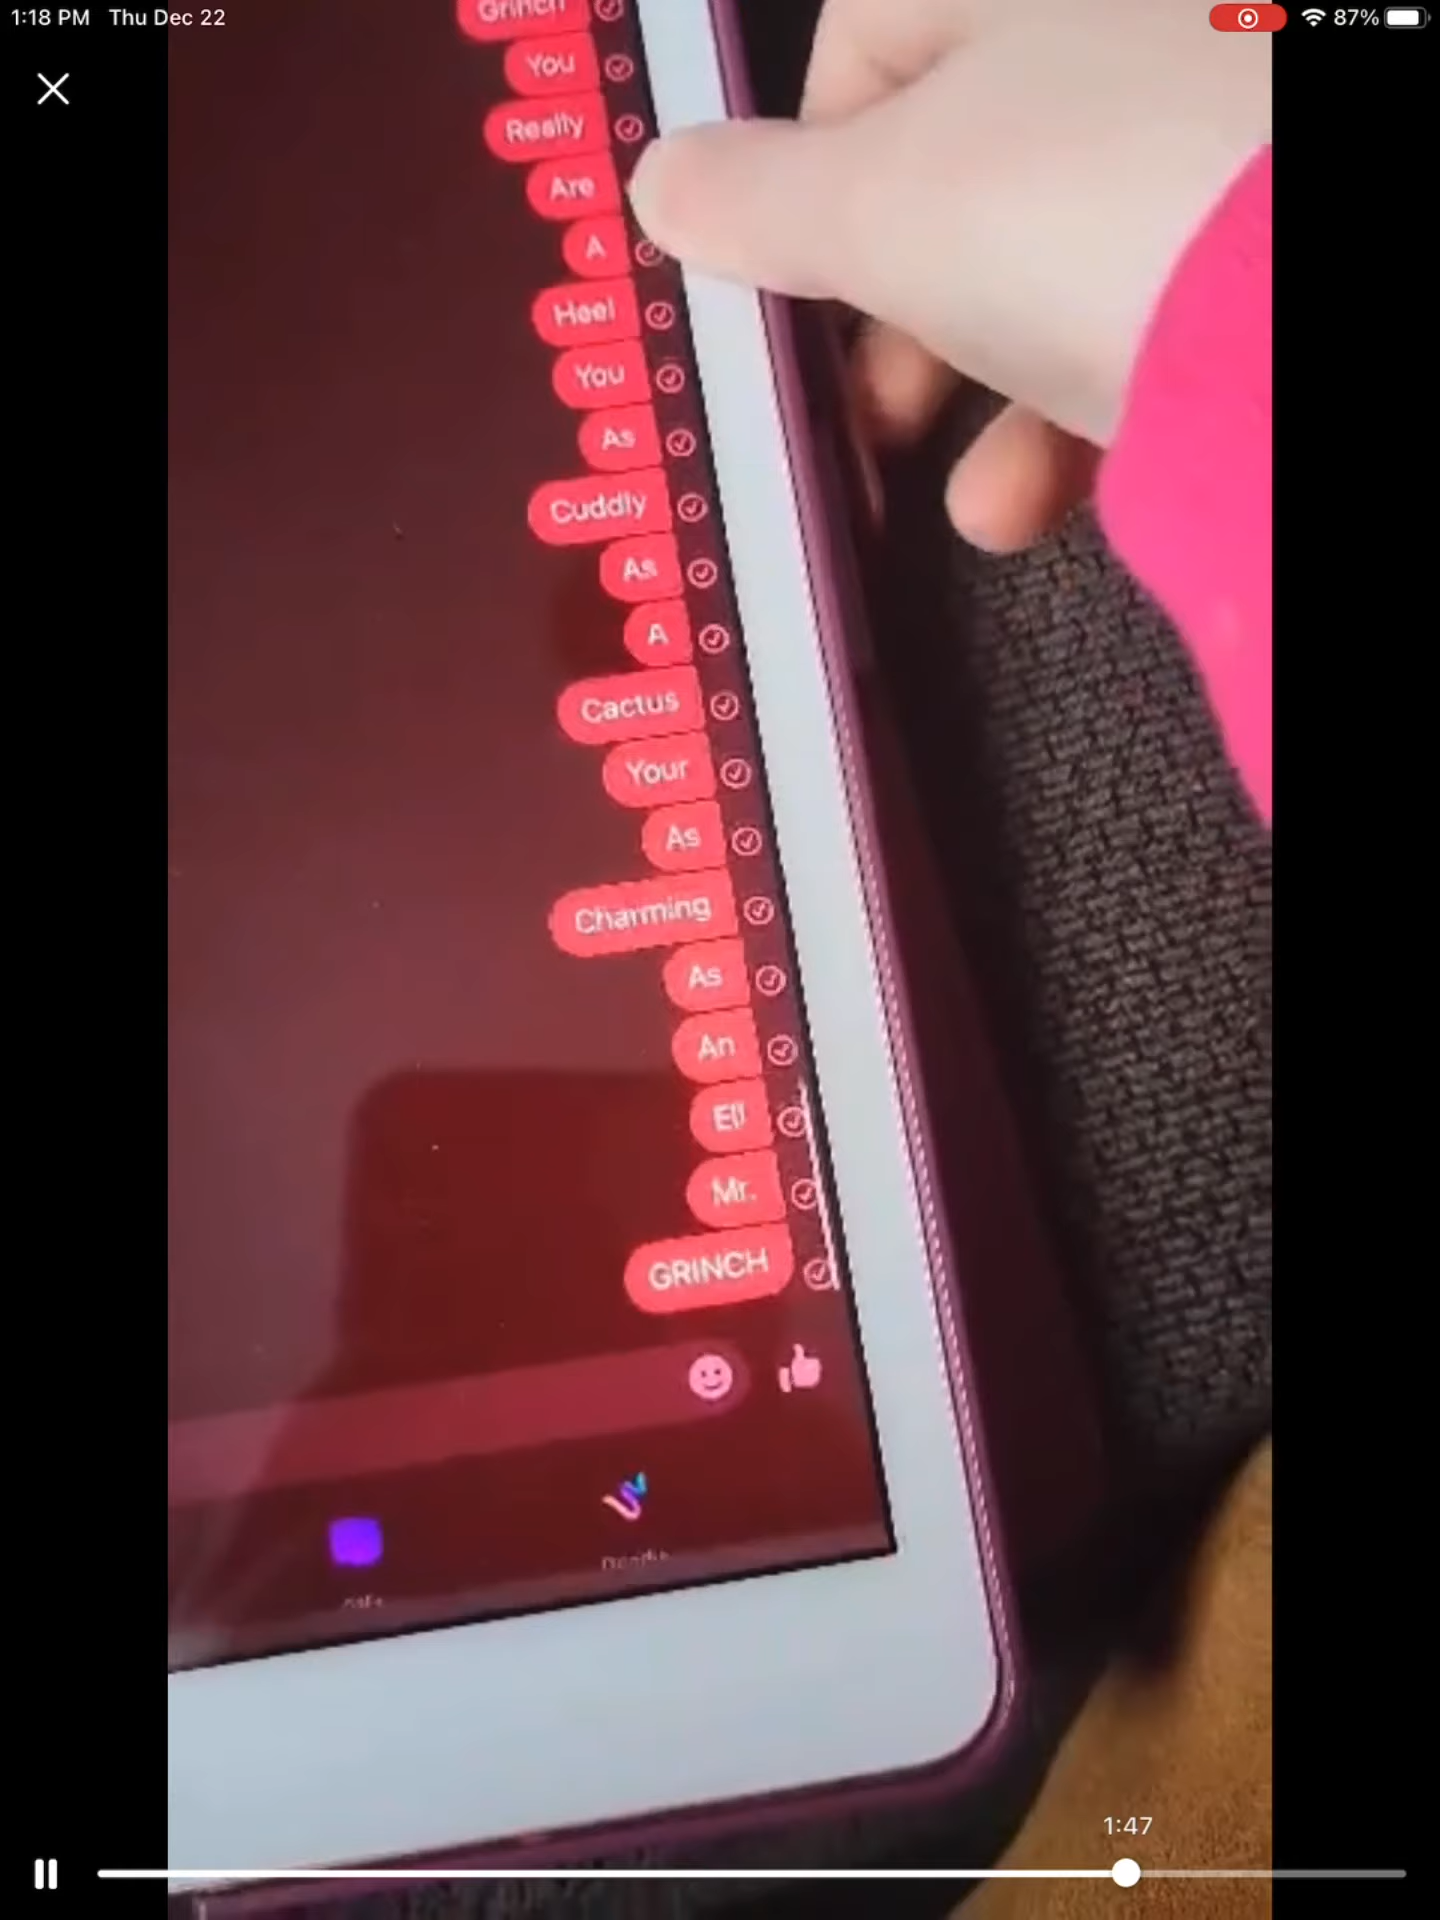 1:18 PM Thu Dec 22
87%
Grinch
You
Really
Are
A
Heel
You
As
Cuddly
As
A
Cactus
Your
As
Charming
As
An
Mr.
GRINCH
1:47